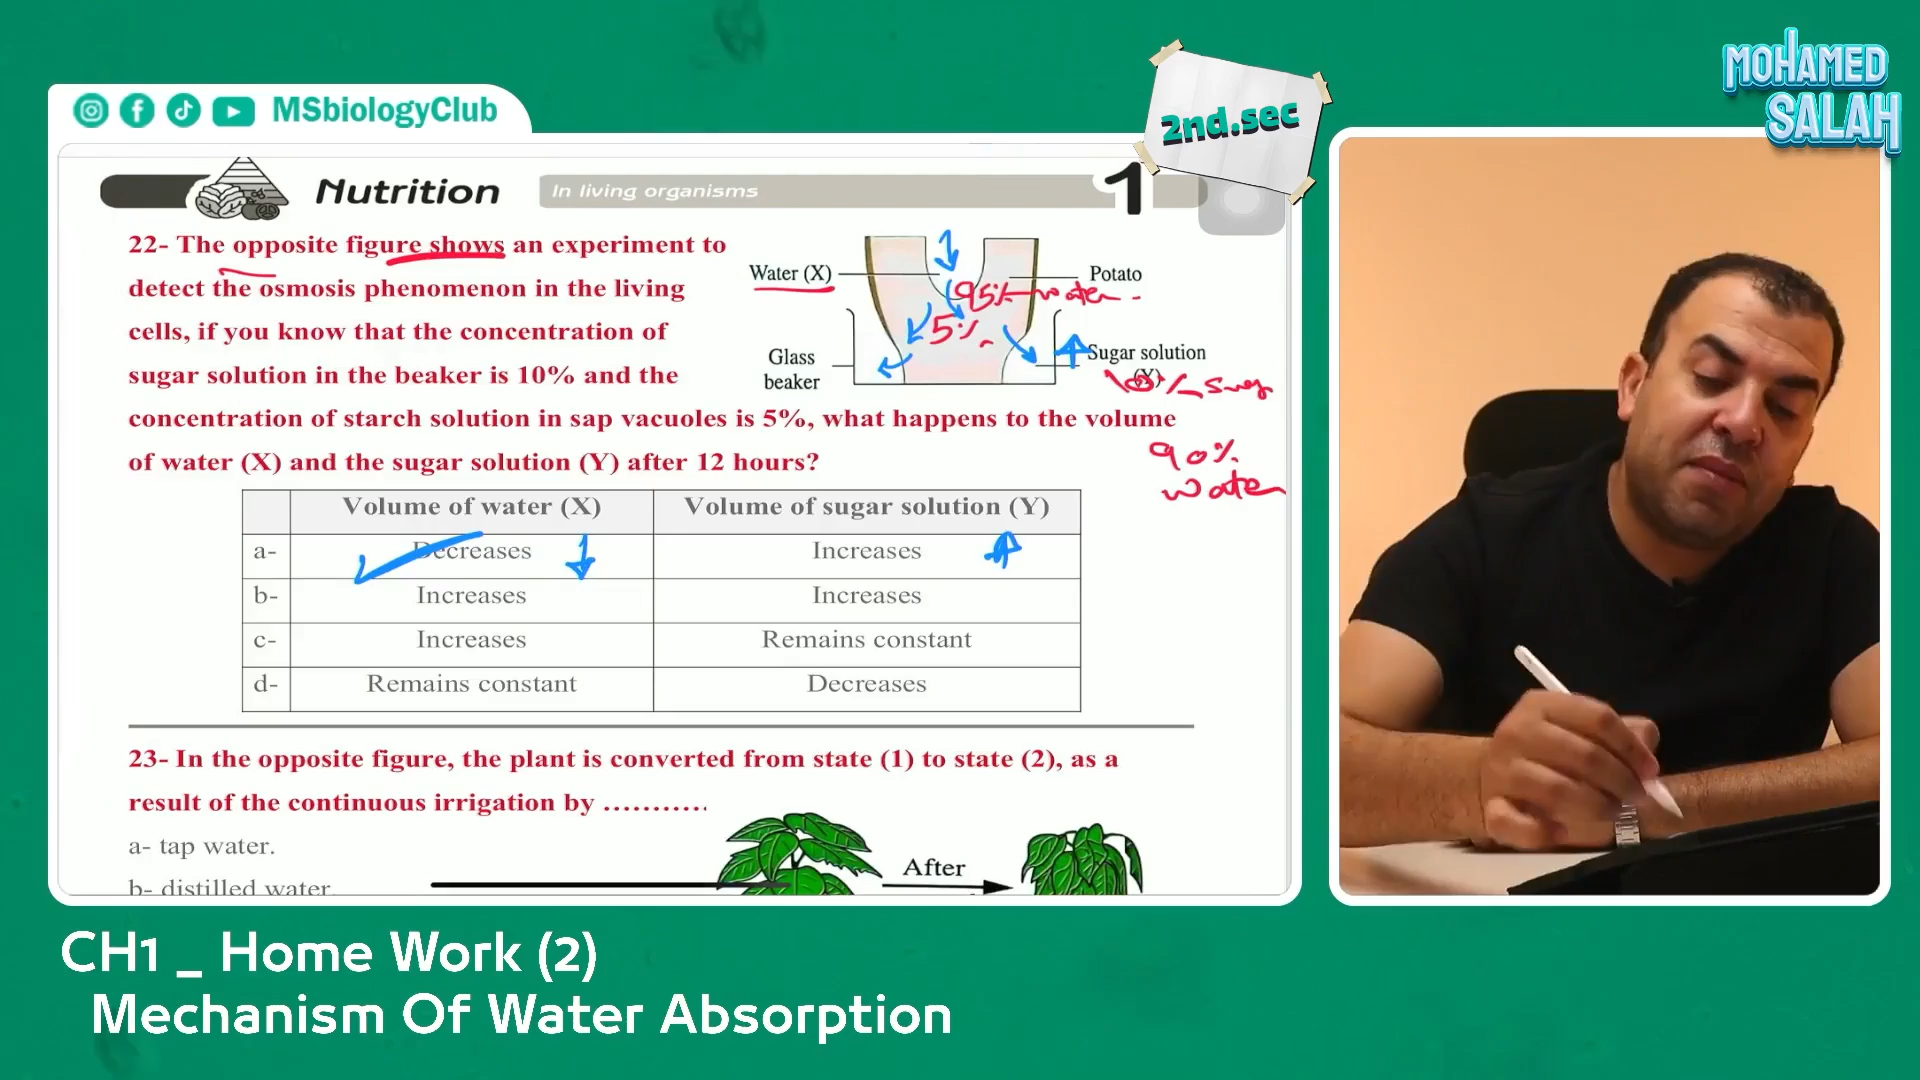 MOHAMED
SALAH
MSbiologyClub
2nd.sec
Nutrition
In living organisms
1
22- The opposite figure shows an experiment to
detect the osmosis phenomenon in the living
cells, if you know that the concentration of
sugar solution in the beaker is 10% and the
concentration of starch solution in sap vacuoles is 5%, what happens to the volume
of water (X) and the sugar solution (Y) after 12 hours?
Water (X)
Potato
95% water
5%
Glass
beaker
Sugar solution
(Y)
10%
90%
water
Volume of water (X) Volume of sugar solution (Y)
a- Decreases Increases
b- Increases Increases
c- Increases Remains constant
d- Remains constant Decreases
23- In the opposite figure, the plant is converted from state (1) to state (2), as a
result of the continuous irrigation by ...........
a- tap water.
b- distilled water.
After
CH1 _ Home Work (2)
Mechanism Of Water Absorption